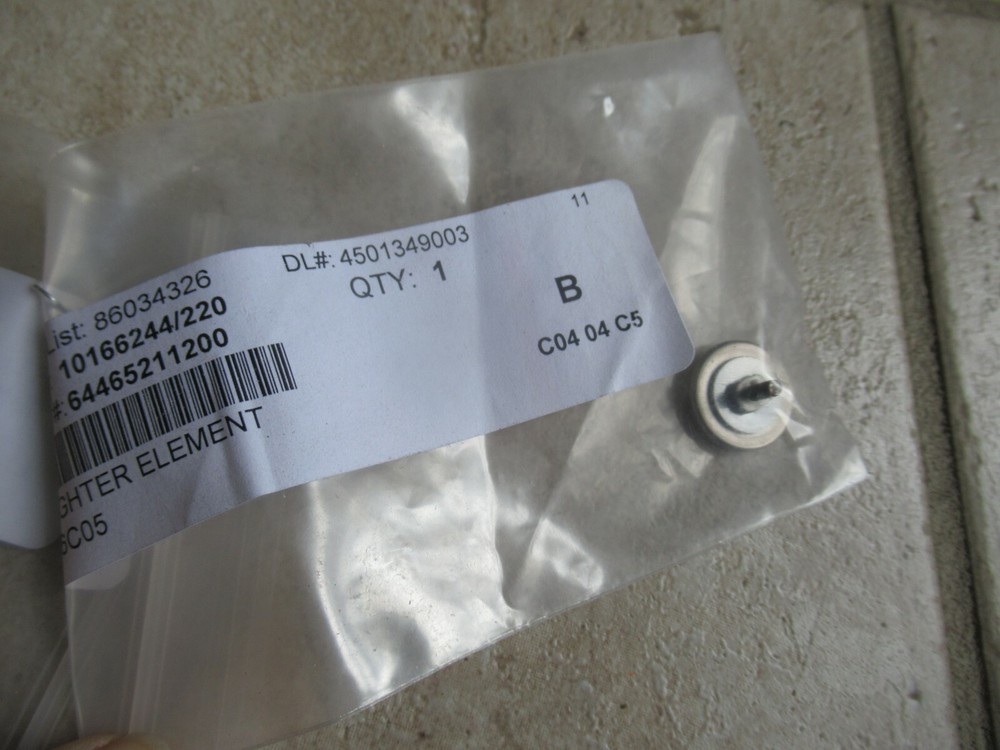 11
List: 86034326 DL#: 4501349003
10166244/220 QTY: 1
#: 64465211200 B
C04 04 C5
GHTER ELEMENT
6C05